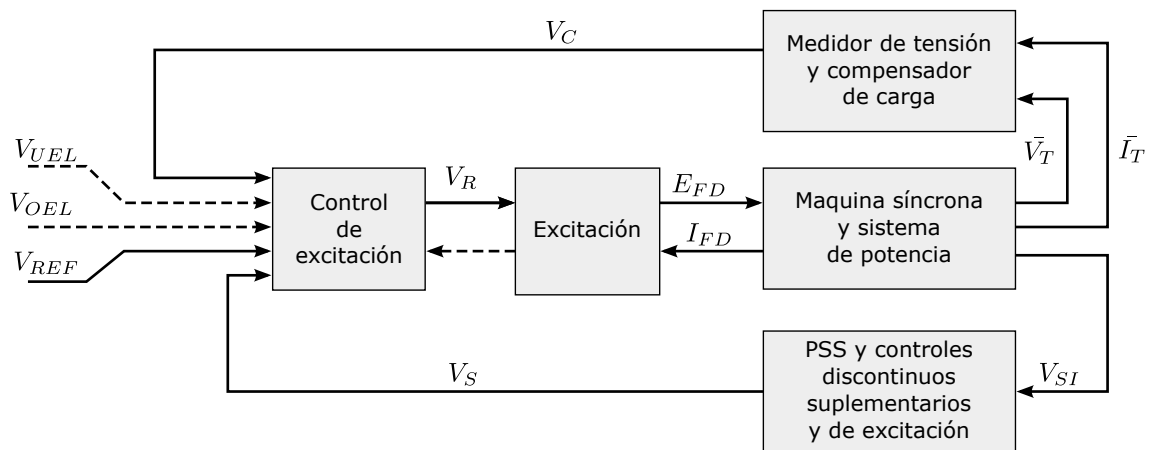 V_C
Medidor de tensión
y compensador
de carga
V_UEL
V_OEL
V_REF
Control
de
excitación
V_R
Excitación
E_FD
I_FD
Maquina síncrona
y sistema
de potencia
V̄_T
Ī_T
V_S
PSS y controles
discontinuos
suplementarios
y de excitación
V_SI